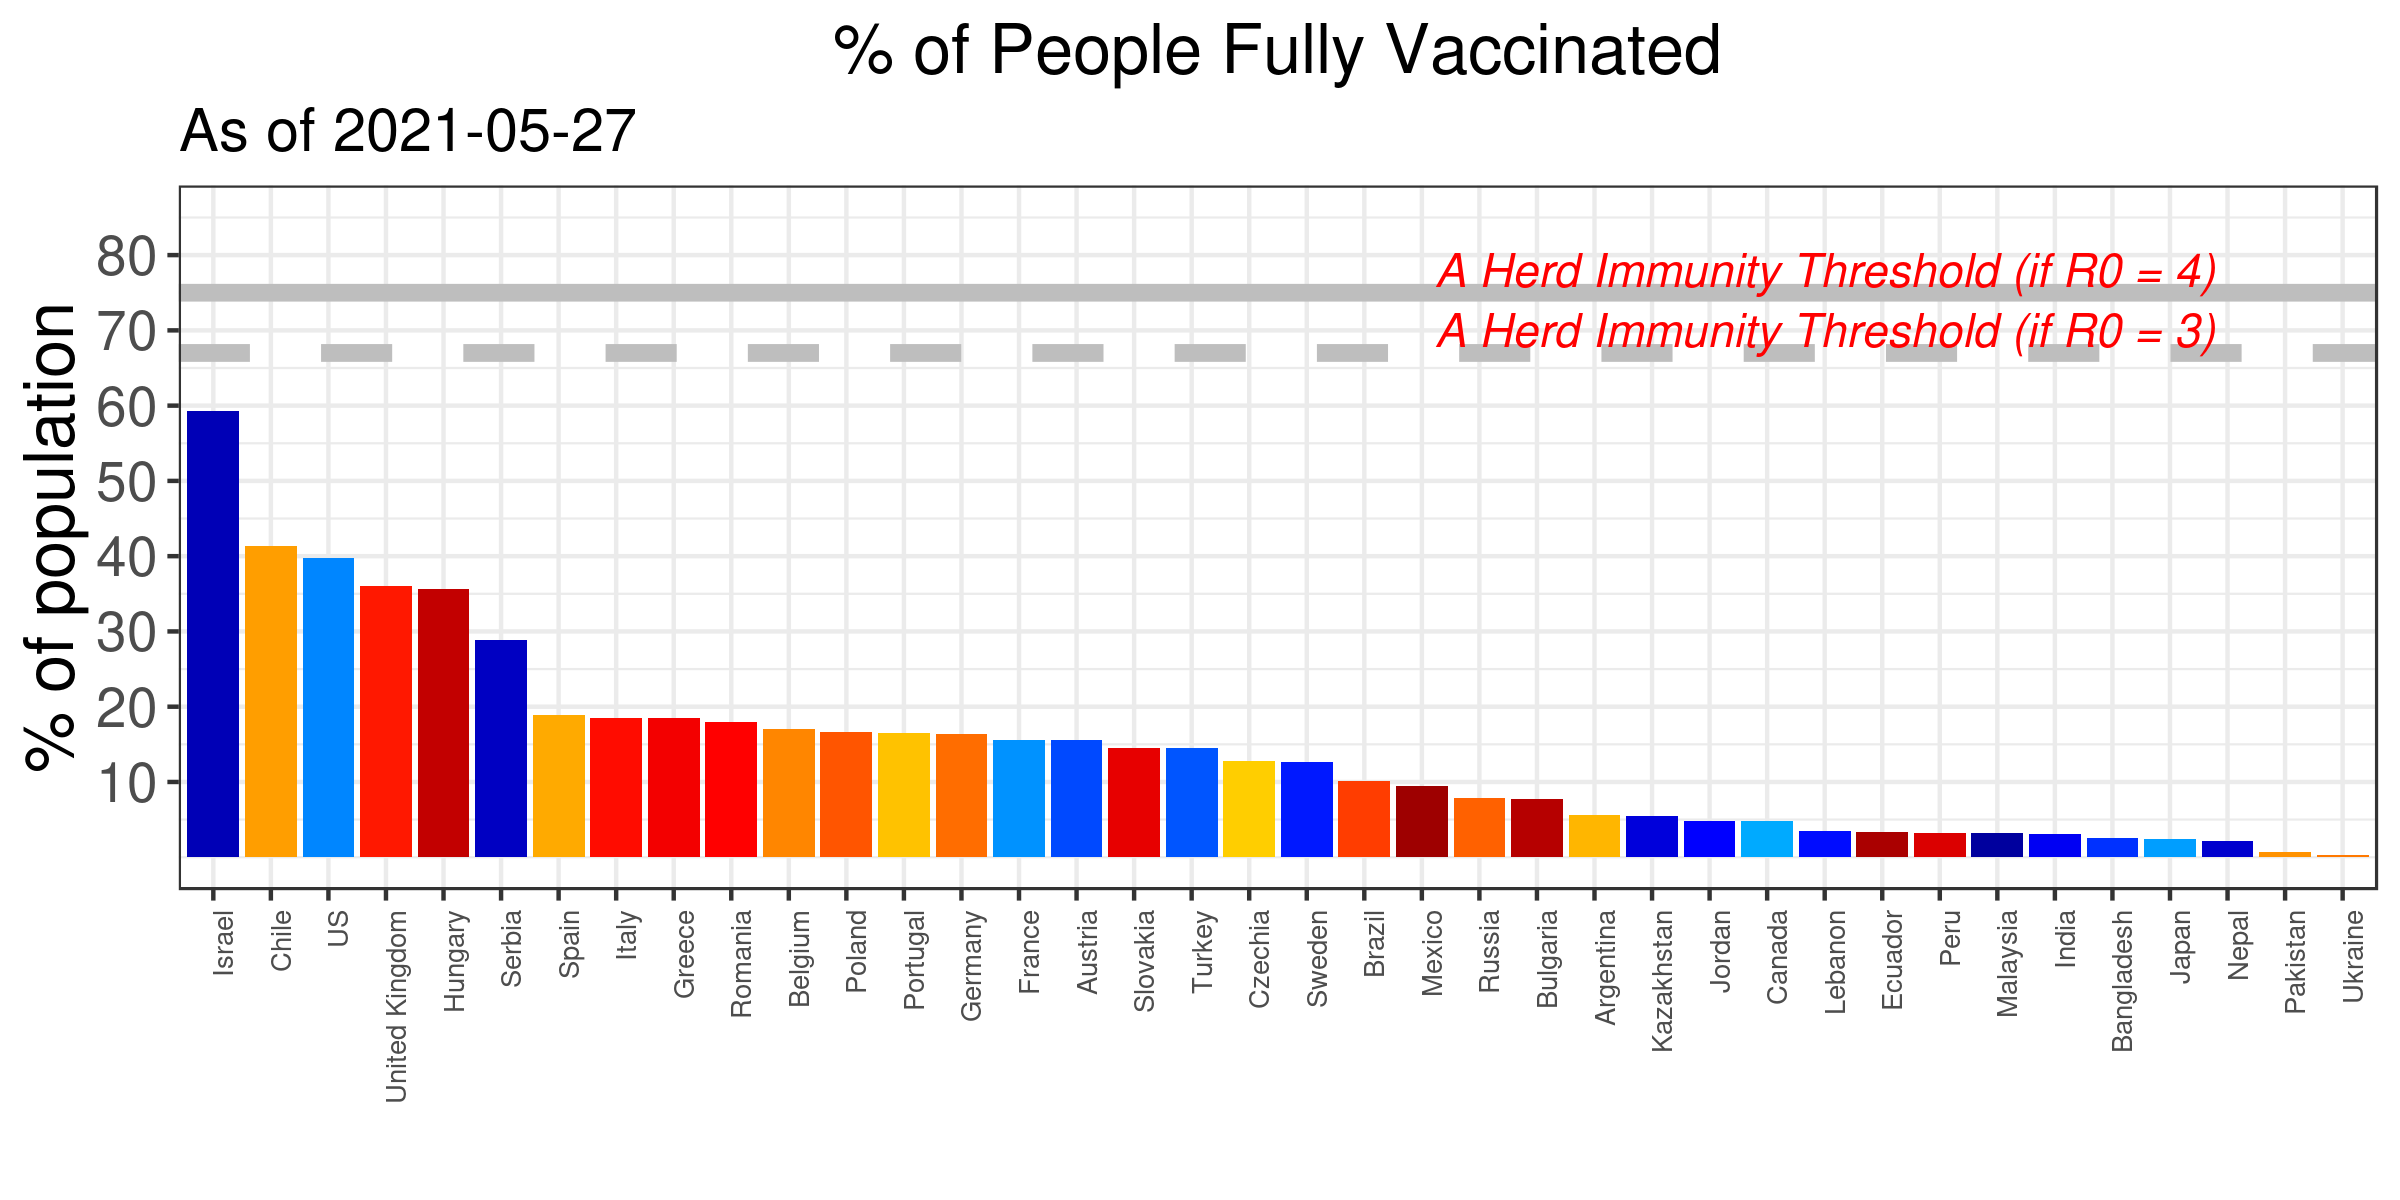 % of People Fully Vaccinated
As of 2021-05-27
% of population
80
70
60
50
40
30
20
10
A Herd Immunity Threshold (if R0 = 4)
A Herd Immunity Threshold (if R0 = 3)
Israel
Chile
US
United Kingdom
Hungary
Serbia
Spain
Italy
Greece
Romania
Belgium
Poland
Portugal
Germany
France
Austria
Slovakia
Turkey
Czechia
Sweden
Brazil
Mexico
Russia
Bulgaria
Argentina
Kazakhstan
Jordan
Canada
Lebanon
Ecuador
Peru
Malaysia
India
Bangladesh
Japan
Nepal
Pakistan
Ukraine